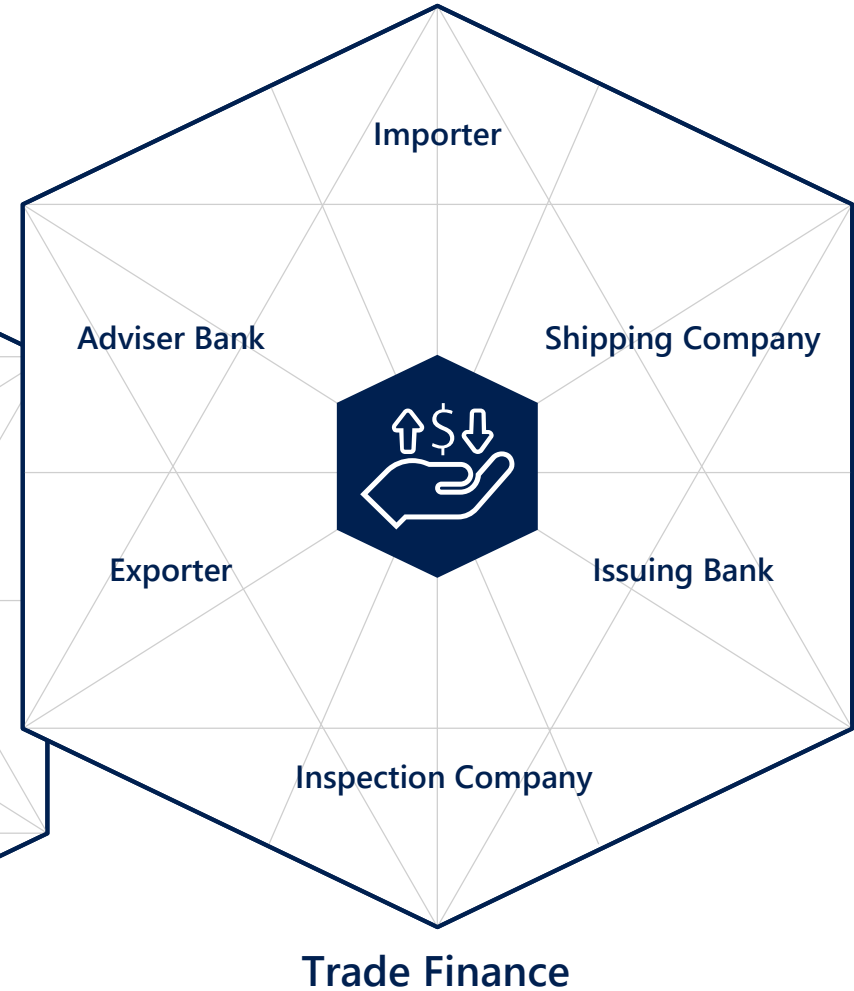 Importer
Adviser Bank
Shipping Company
$
Exporter
Issuing Bank
Inspection Company
Trade Finance